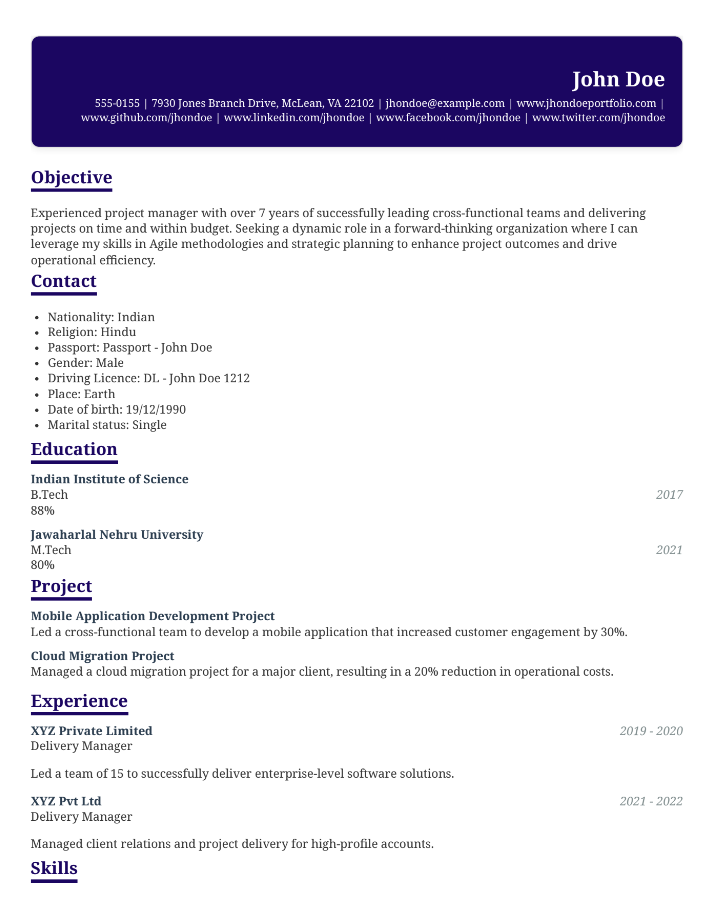 John Doe
555-0155 | 7930 Jones Branch Drive, McLean, VA 22102 | jhondoe@example.com | www.jhondoeportfolio.com |
www.github.com/jhondoe | www.linkedin.com/jhondoe | www.facebook.com/jhondoe | www.twitter.com/jhondoe
Objective
Experienced project manager with over 7 years of successfully leading cross-functional teams and delivering
projects on time and within budget. Seeking a dynamic role in a forward-thinking organization where I can
leverage my skills in Agile methodologies and strategic planning to enhance project outcomes and drive
operational efficiency.
Contact
• Nationality: Indian
• Religion: Hindu
• Passport: Passport - John Doe
• Gender: Male
• Driving Licence: DL - John Doe 1212
• Place: Earth
• Date of birth: 19/12/1990
• Marital status: Single
Education
Indian Institute of Science
B.Tech 2017
88%
Jawaharlal Nehru University
M.Tech 2021
80%
Project
Mobile Application Development Project
Led a cross-functional team to develop a mobile application that increased customer engagement by 30%.
Cloud Migration Project
Managed a cloud migration project for a major client, resulting in a 20% reduction in operational costs.
Experience
XYZ Private Limited 2019 - 2020
Delivery Manager
Led a team of 15 to successfully deliver enterprise-level software solutions.
XYZ Pvt Ltd 2021 - 2022
Delivery Manager
Managed client relations and project delivery for high-profile accounts.
Skills